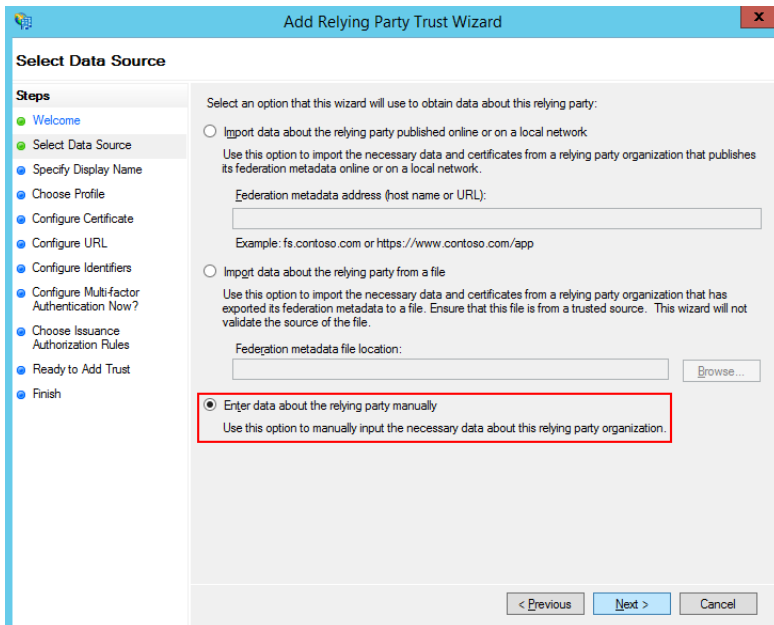 Add Relying Party Trust Wizard
x
Select Data Source
Steps
Welcome
Select Data Source
Specify Display Name
Choose Profile
Configure Certificate
Configure URL
Configure Identifiers
Configure Multi-factor
Authentication Now?
Choose Issuance
Authorization Rules
Ready to Add Trust
Finish
Select an option that this wizard will use to obtain data about this relying party:
Import data about the relying party published online or on a local network
Use this option to import the necessary data and certificates from a relying party organization that publishes
its federation metadata online or on a local network.
Federation metadata address (host name or URL):
Example: fs.contoso.com or https://www.contoso.com/app
Import data about the relying party from a file
Use this option to import the necessary data and certificates from a relying party organization that has
exported its federation metadata to a file. Ensure that this file is from a trusted source.  This wizard will not
validate the source of the file.
Federation metadata file location:
Browse...
Enter data about the relying party manually
Use this option to manually input the necessary data about this relying party organization.
< Previous
Next >
Cancel